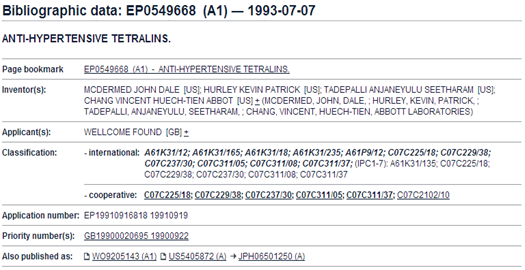 Bibliographic data: EP0549668 (A1) — 1993-07-07
ANTI-HYPERTENSIVE TETRALINS.
Page bookmark EP0549668 (A1) - ANTI-HYPERTENSIVE TETRALINS.
Inventor(s): MCDERMED JOHN DALE [US]; HURLEY KEVIN PATRICK [US]; TADEPALLI ANJANEYULU SEETHARAM [US];
CHANG VINCENT HUECH-TIEN ABBOT [US] ± (MCDERMED, JOHN, DALE, ; HURLEY, KEVIN, PATRICK, ;
TADEPALLI, ANJANEYULU, SEETHARAM, ; CHANG, VINCENT, HUECH-TIEN, ABBOTT LABORATORIES)
Applicant(s): WELLCOME FOUND [GB] ±
Classification: - international: A61K31/12; A61K31/165; A61K31/18; A61K31/235; A61P9/12; C07C225/18; C07C229/38;
C07C237/30; C07C311/05; C07C311/08; C07C311/37; (IPC1-7): A61K31/135; C07C225/18;
C07C229/38; C07C237/30; C07C311/08; C07C311/37
- cooperative: C07C225/18; C07C229/38; C07C237/30; C07C311/05; C07C311/37; C07C2102/10
Application number: EP19910916818 19910919
Priority number(s): GB19900020695 19900922
Also published as: WO9205143 (A1) US5405872 (A) → JPH06501250 (A)